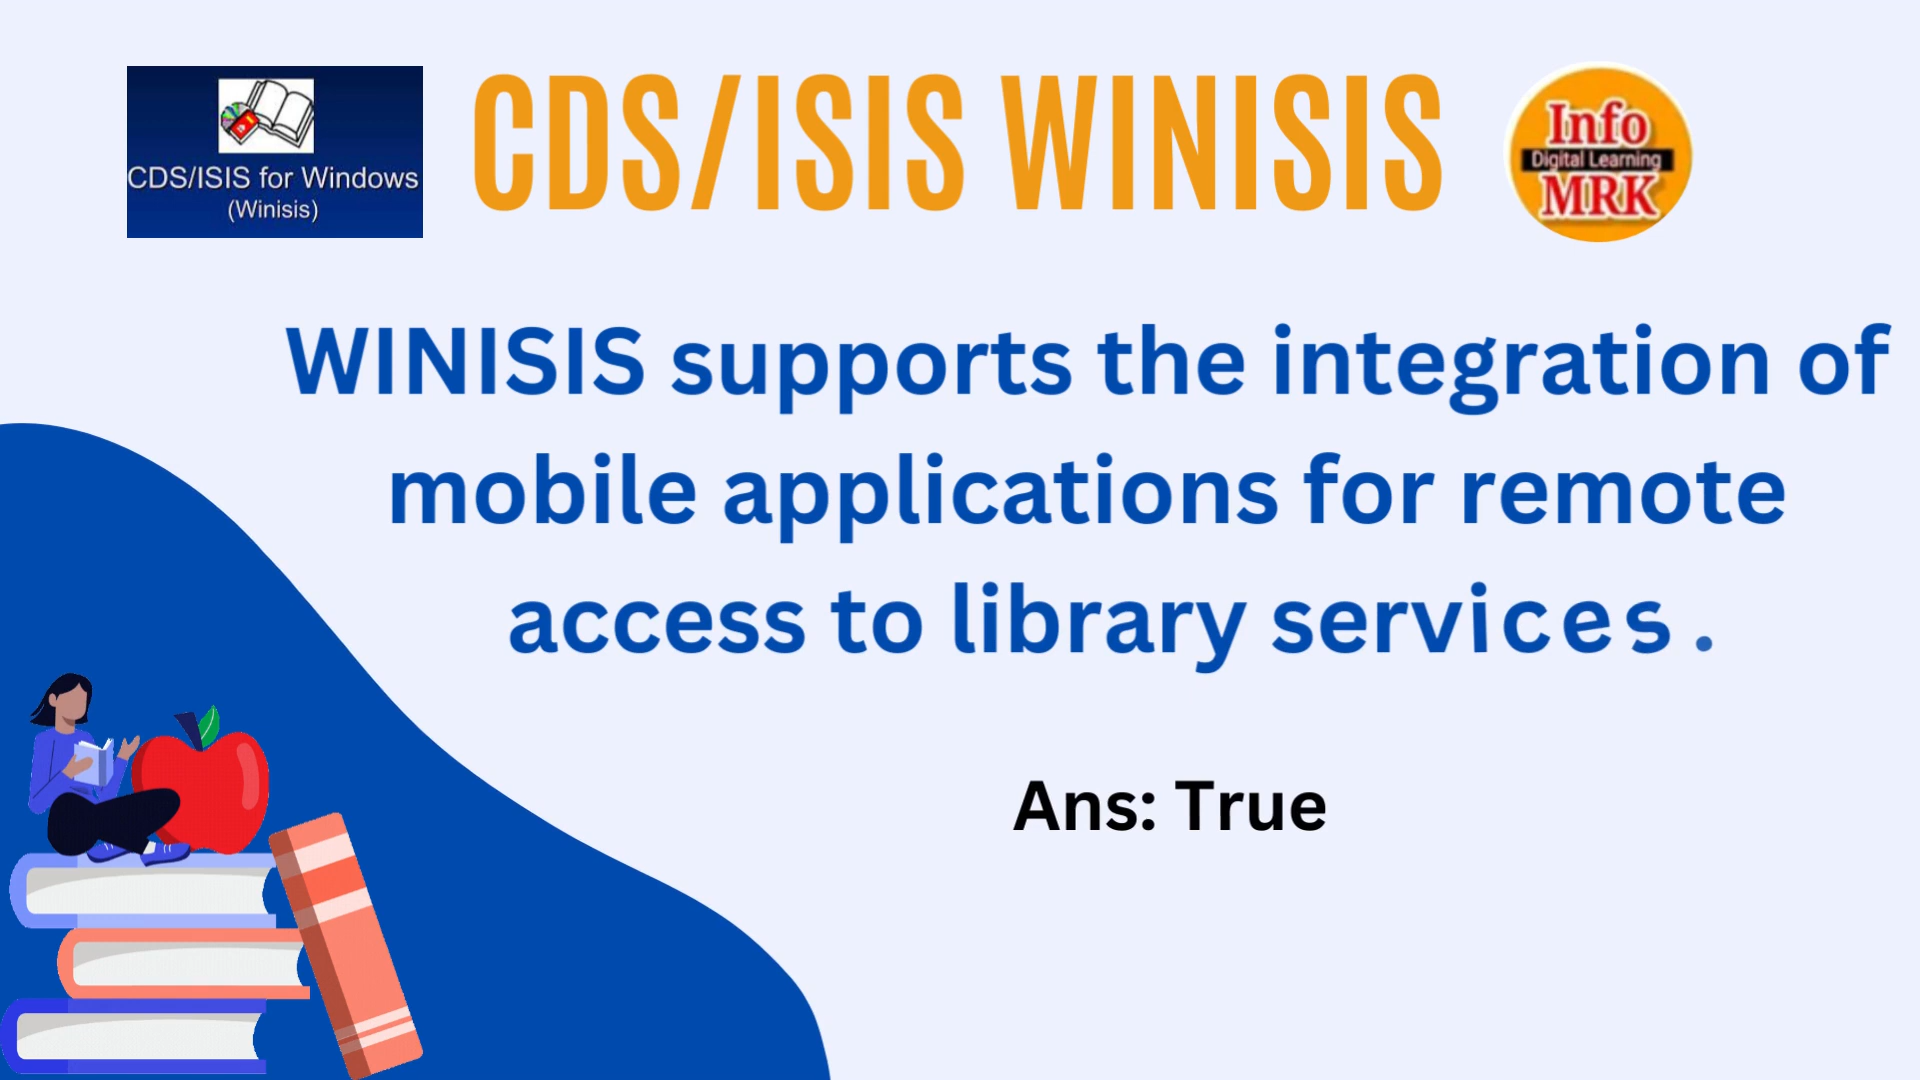 CDS/ISIS for Windows
(Winisis)
CDS/ISIS WINISIS
Info
Digital Learning
MRK
WINISIS supports the integration of
mobile applications for remote
access to library services.
Ans: True